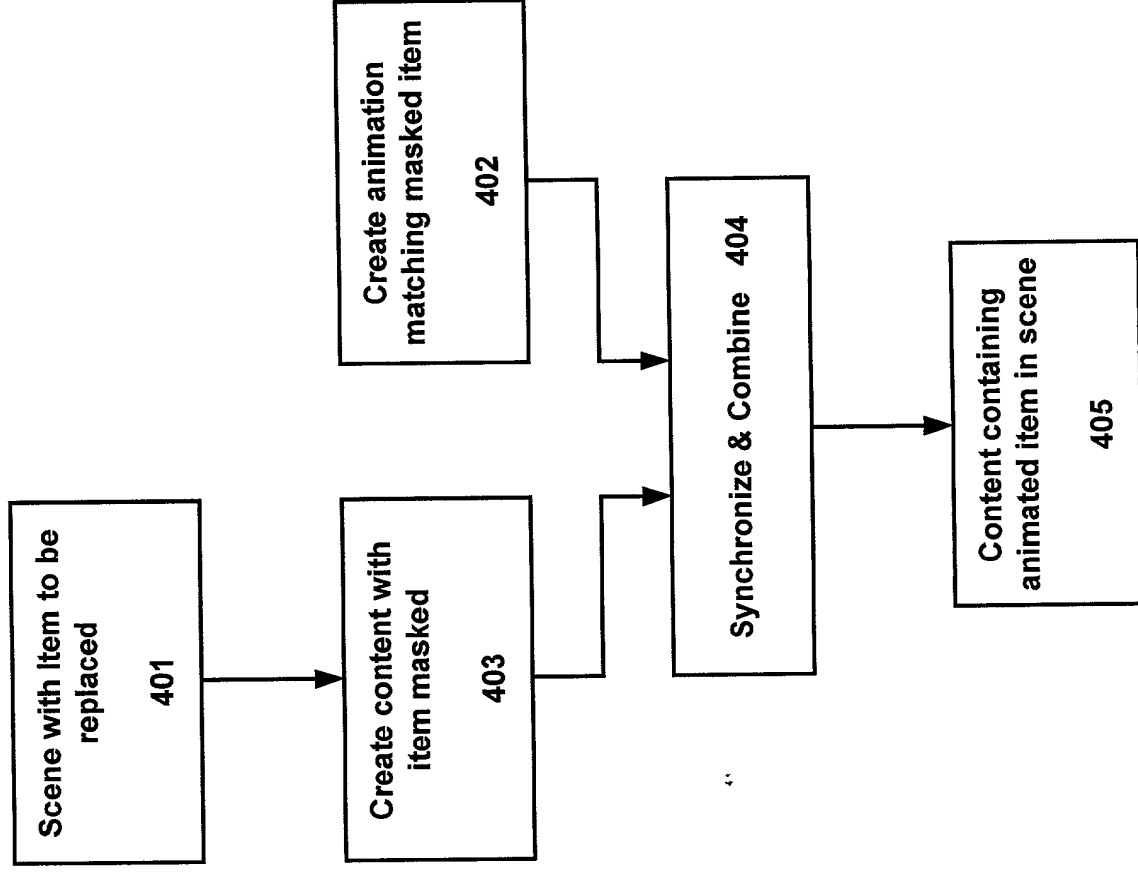 Scene with Item to be
replaced
401
Create content with
item masked
403
Create animation
matching masked item
402
Synchronize & Combine 404
Content containing
animated item in scene
405